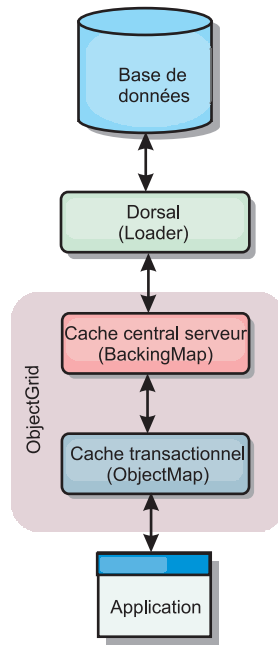 Base de
données
Dorsal
(Loader)
ObjectGrid
Cache central serveur
(BackingMap)
Cache transactionnel
(ObjectMap)
Application